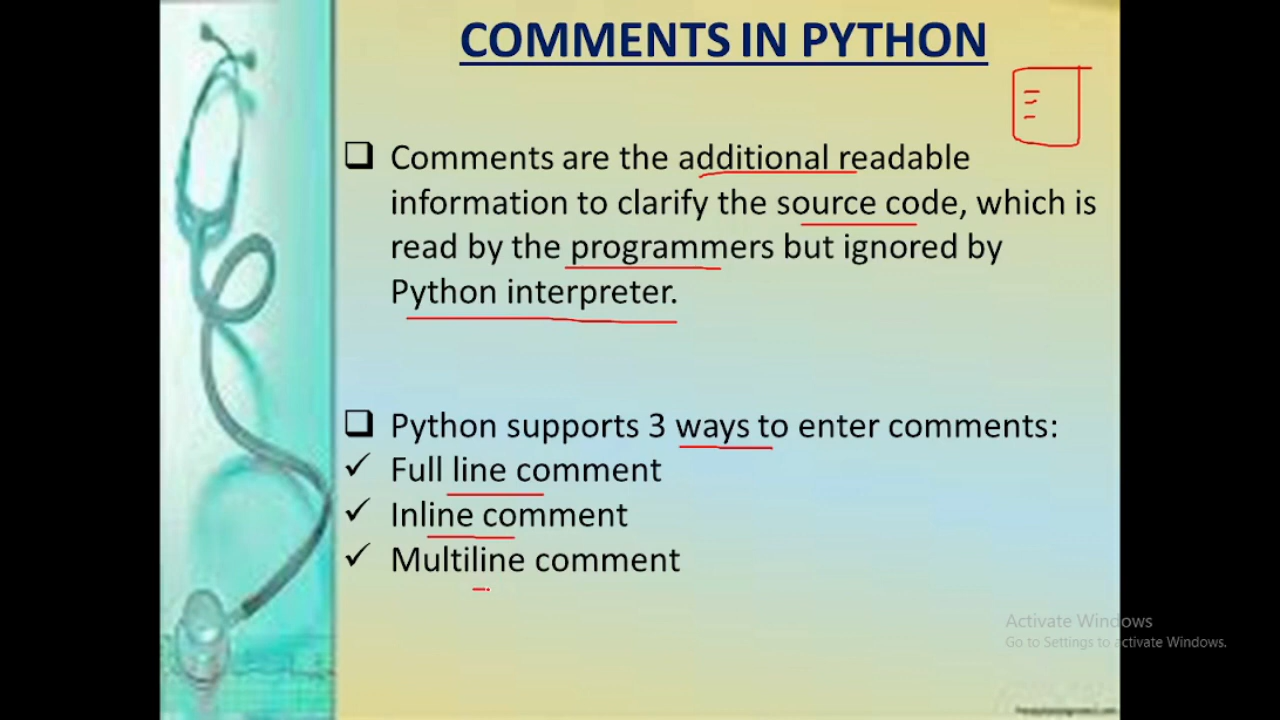 COMMENTS IN PYTHON
Comments are the additional readable
information to clarify the source code, which is
read by the programmers but ignored by
Python interpreter.
Python supports 3 ways to enter comments:
Full line comment
Inline comment
Multiline comment
Activate Windows
Go to Settings to activate Windows.